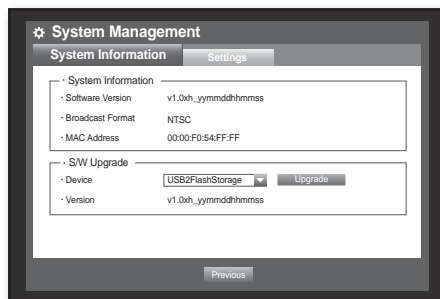 System Management
System Information
Settings
· System Information
· Software Version v1.0xh_yymmddhhmmss
· Broadcast Format NTSC
· MAC Address 00:00:F0:54:FF:FF
· S/W Upgrade
· Device USB2FlashStorage Upgrade
· Version v1.0xh_yymmddhhmmss
Previous